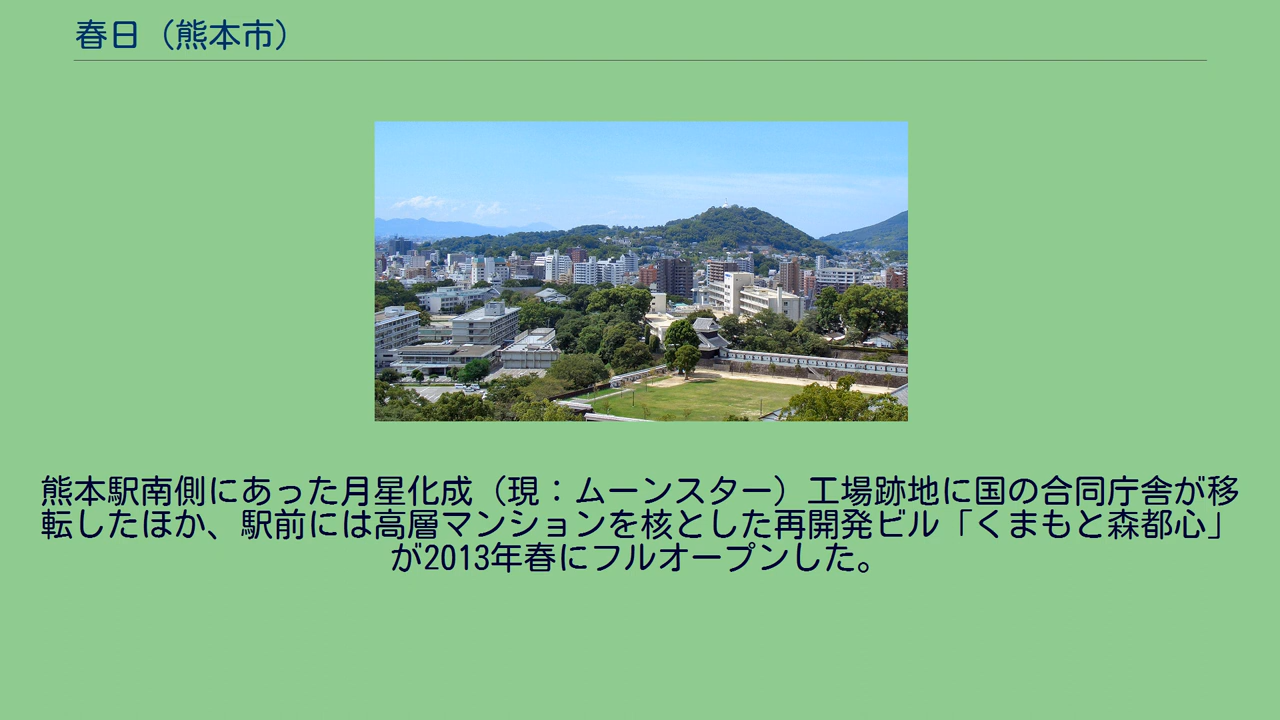 春日（熊本市）
熊本駅南側にあった月星化成（現：ムーンスター）工場跡地に国の合同庁舎が移
転したほか、駅前には高層マンションを核とした再開発ビル「くまもと森都心」
が2013年春にフルオープンした。